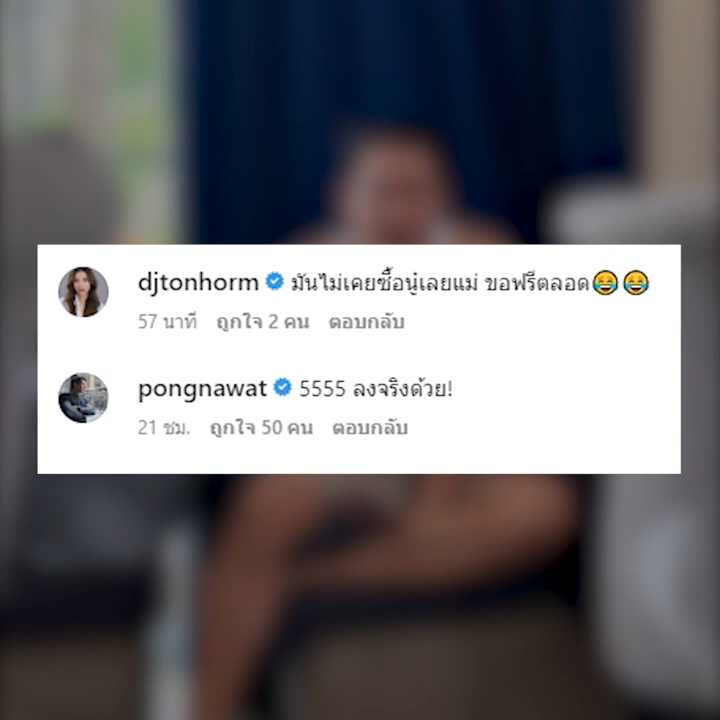 djtonhorm มันไม่เคยซื้อนู๋เลยแม่ ขอฟรีตลอด😂😂
57 นาที ถูกใจ 2 คน ตอบกลับ
pongnawat 5555 ลงจริงด้วย!
21 ชม. ถูกใจ 50 คน ตอบกลับ